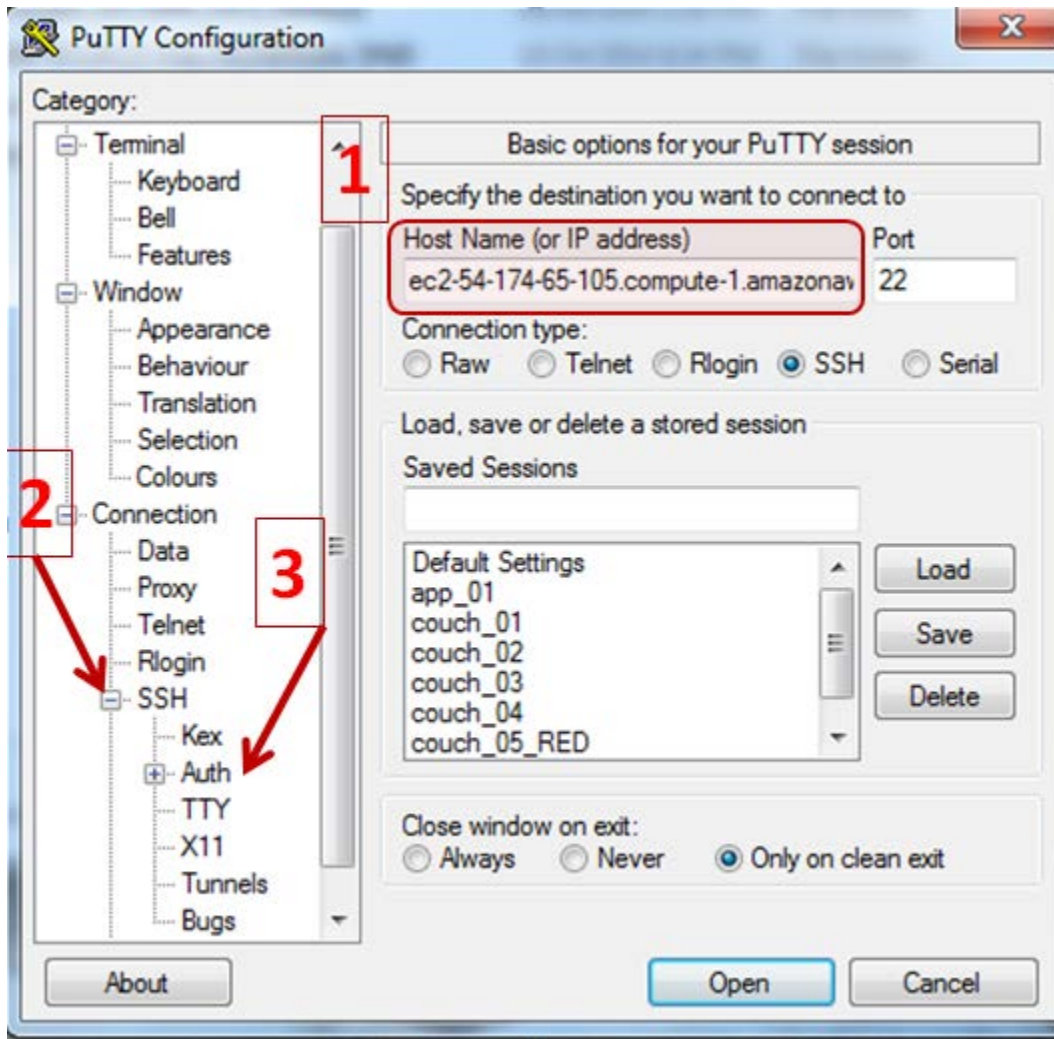 PuTTY Configuration
Category:
Terminal
Keyboard
Bell
Features
Window
Appearance
Behaviour
Translation
Selection
Colours
Connection
Data
Proxy
Telnet
Rlogin
SSH
Kex
Auth
TTY
X11
Tunnels
Bugs
1
2
3
Basic options for your PuTTY session
Specify the destination you want to connect to
Host Name (or IP address) Port
ec2-54-174-65-105.compute-1.amazonav 22
Connection type:
Raw Telnet Rlogin SSH Serial
Load, save or delete a stored session
Saved Sessions
Default Settings
app_01
couch_01
couch_02
couch_03
couch_04
couch_05_RED
Load
Save
Delete
Close window on exit:
Always Never Only on clean exit
About Open Cancel